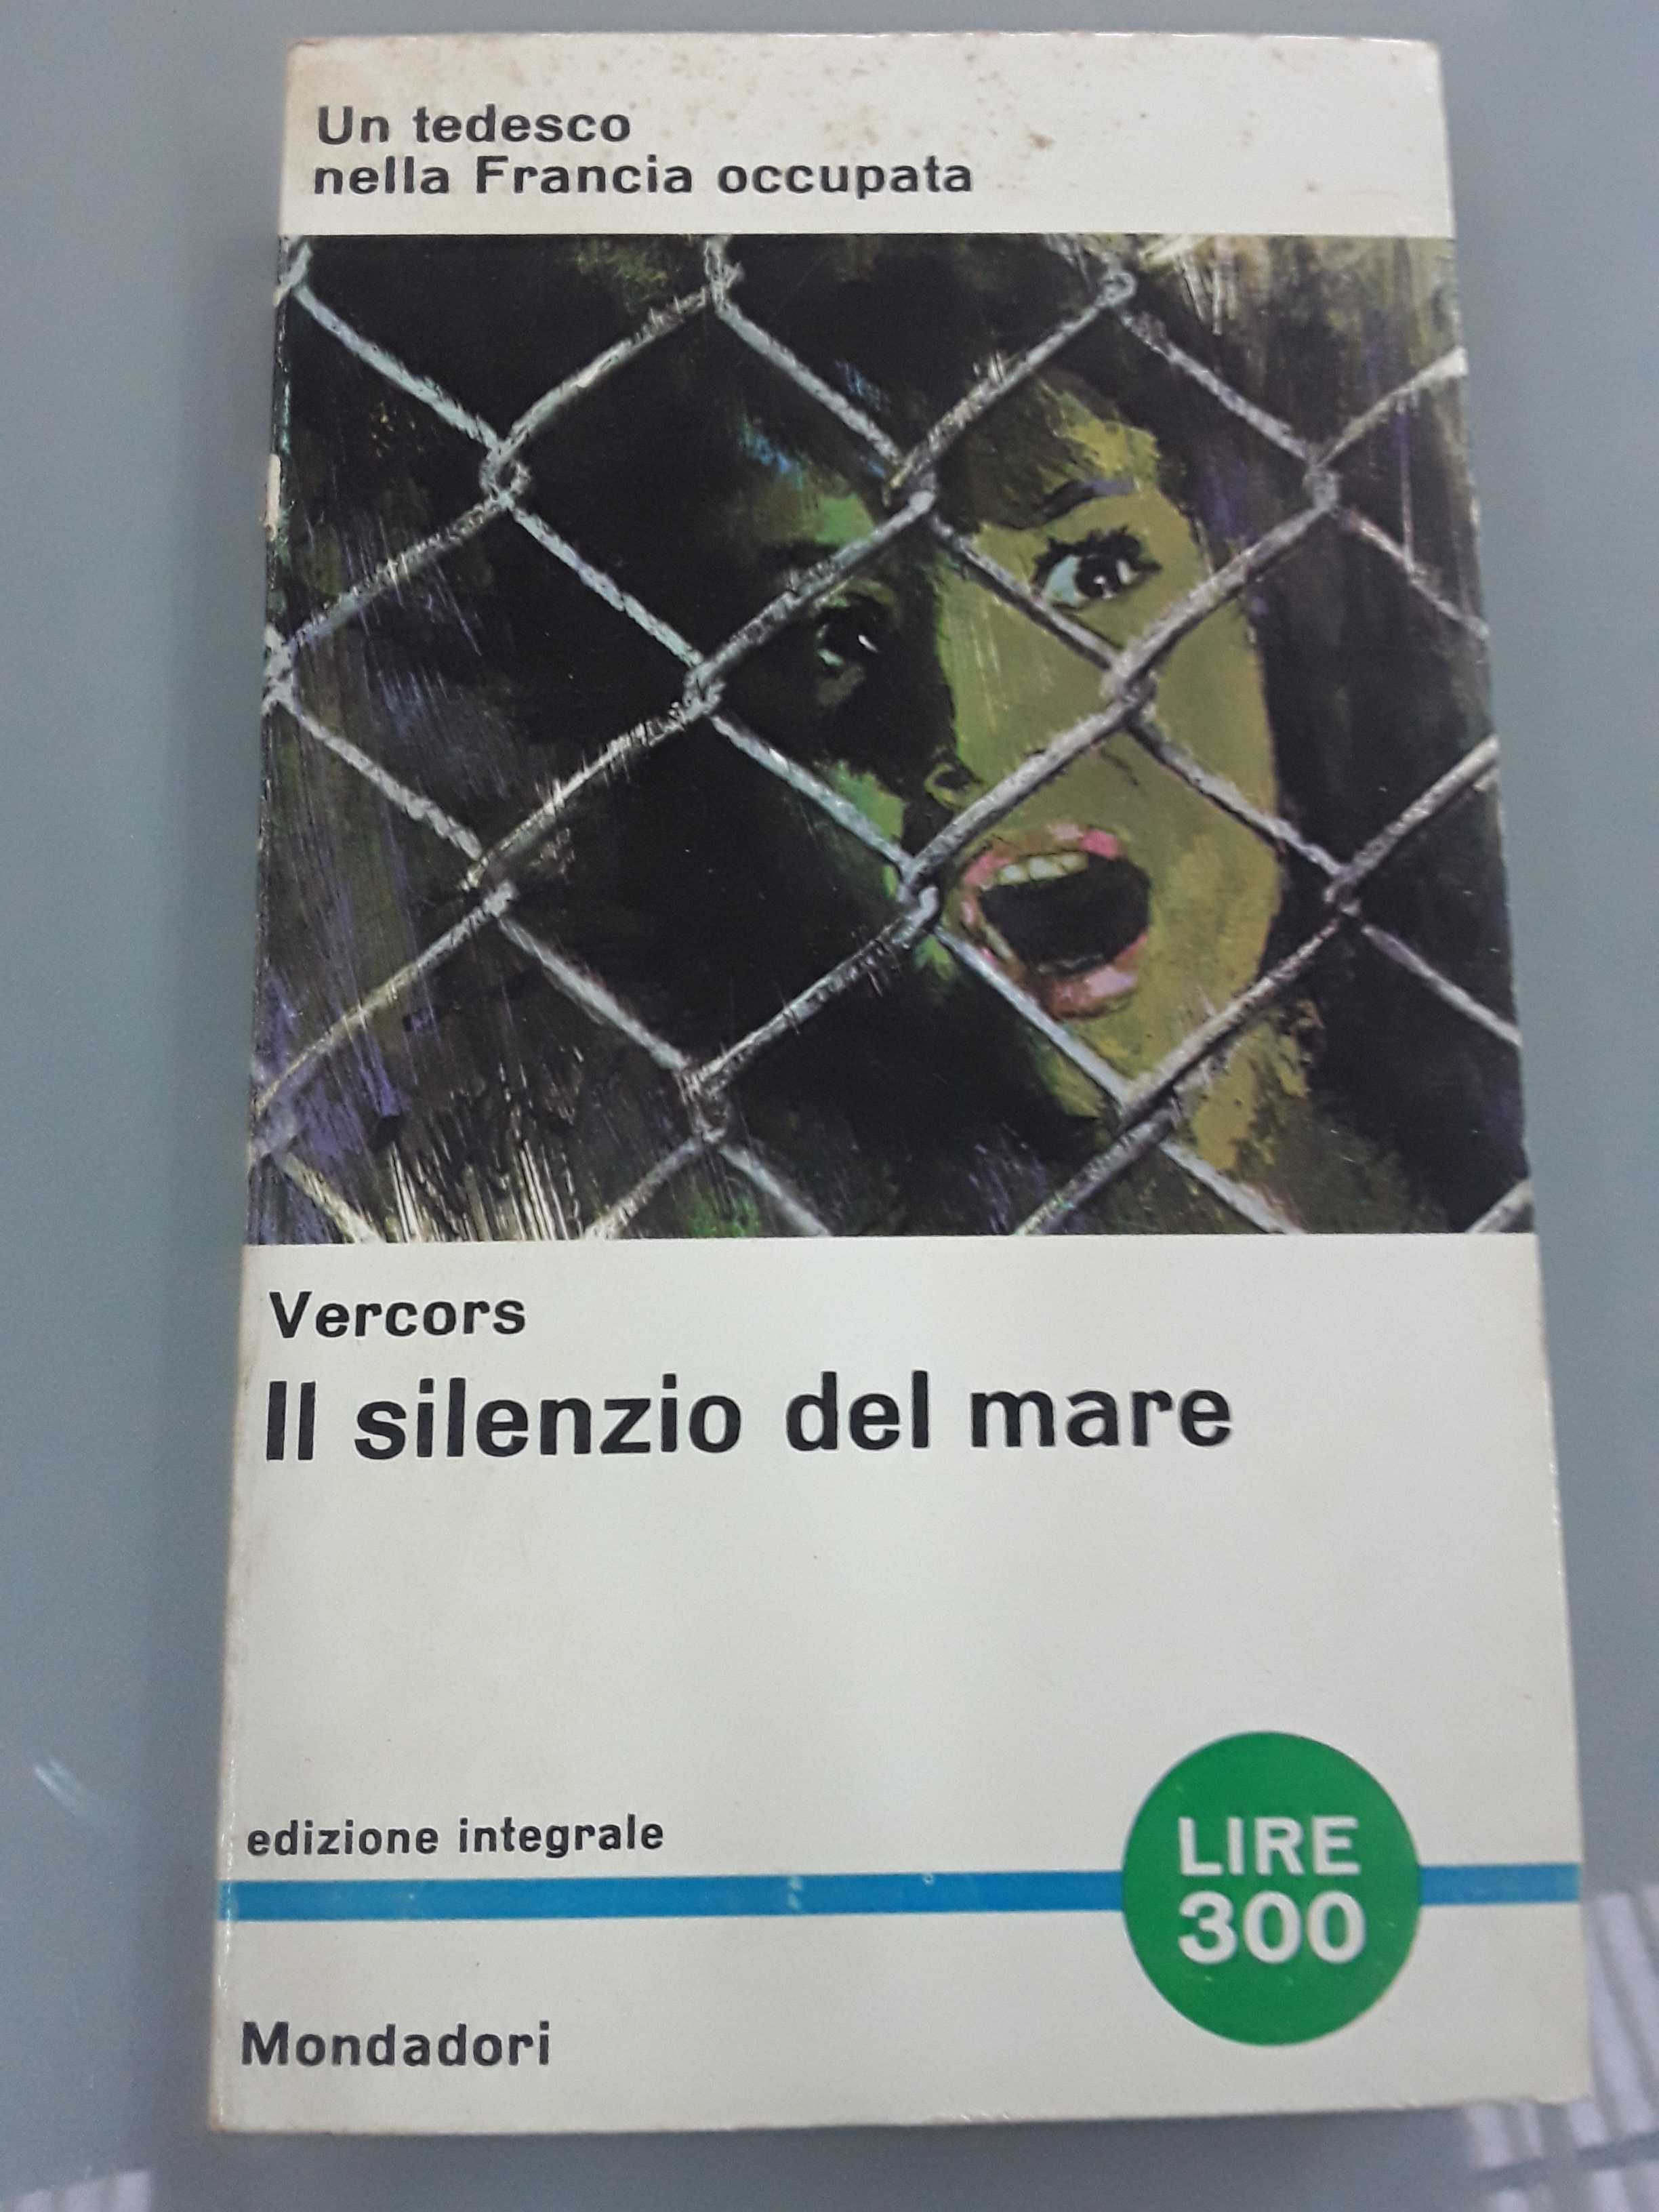 Un tedesco
nella Francia occupata
Vercors
Il silenzio del mare
edizione integrale
LIRE
300
Mondadori